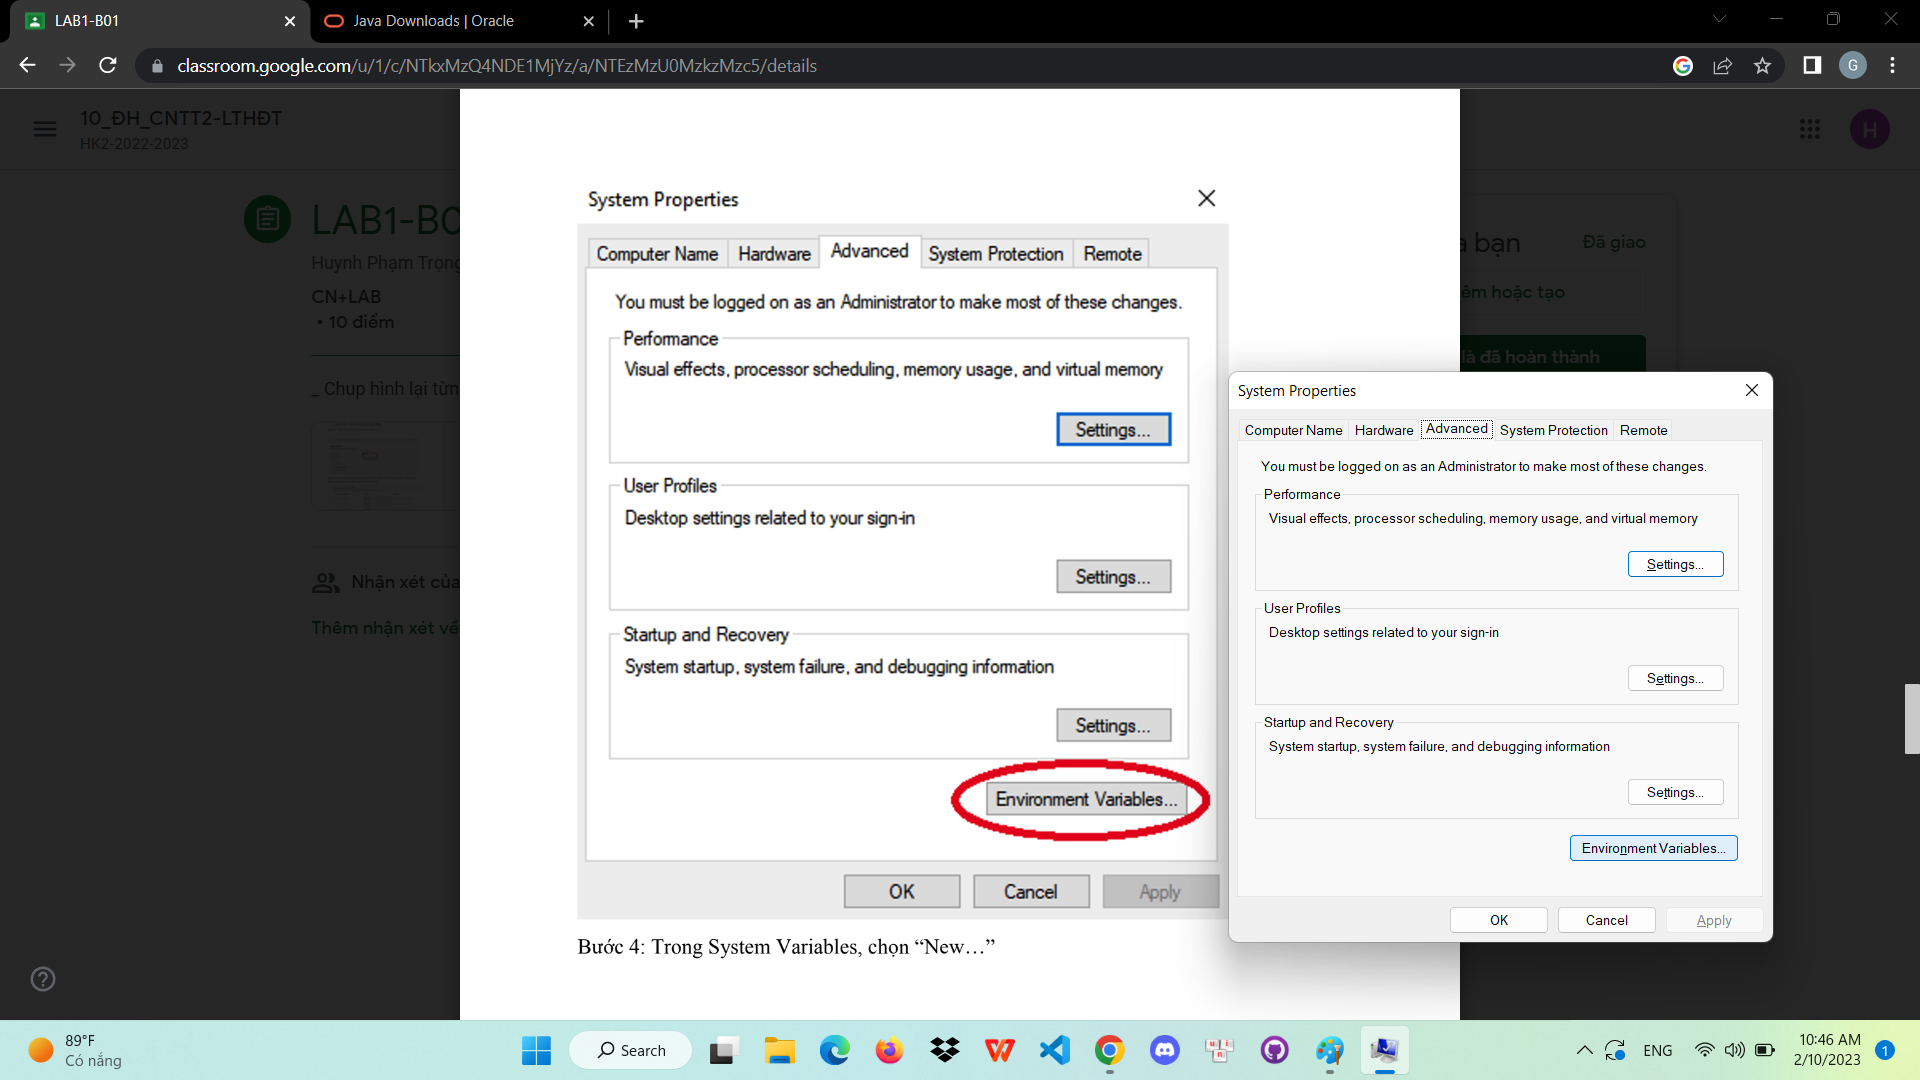 LAB1-B01
Java Downloads | Oracle
classroom.google.com/u/1/c/NTkxMzQ4NDE1MjYz/a/NTEzMzU0MzkzMzc5/details
G
10_ĐH_CNTT2-LTHĐT
HK2-2022-2023
H
LAB1-B0
Huynh Phạm Trọng
CN+LAB
• 10 điểm
_ Chụp hình lại từn
Nhận xét của
Thêm nhận xét về
a bạn
Đã giao
êm hoặc tạo
là đã hoàn thành
System Properties
Computer Name
Hardware
Advanced
System Protection
Remote
You must be logged on as an Administrator to make most of these changes.
Performance
Visual effects, processor scheduling, memory usage, and virtual memory
Settings...
User Profiles
Desktop settings related to your sign-in
Settings...
Startup and Recovery
System startup, system failure, and debugging information
Settings...
Environment Variables...
OK
Cancel
Apply
Bước 4: Trong System Variables, chọn “New…”
System Properties
Computer Name
Hardware
Advanced
System Protection
Remote
You must be logged on as an Administrator to make most of these changes.
Performance
Visual effects, processor scheduling, memory usage, and virtual memory
Settings...
User Profiles
Desktop settings related to your sign-in
Settings...
Startup and Recovery
System startup, system failure, and debugging information
Settings...
Environment Variables...
OK
Cancel
Apply
89°F
Có nắng
Search
ENG
10:46 AM
2/10/2023
1